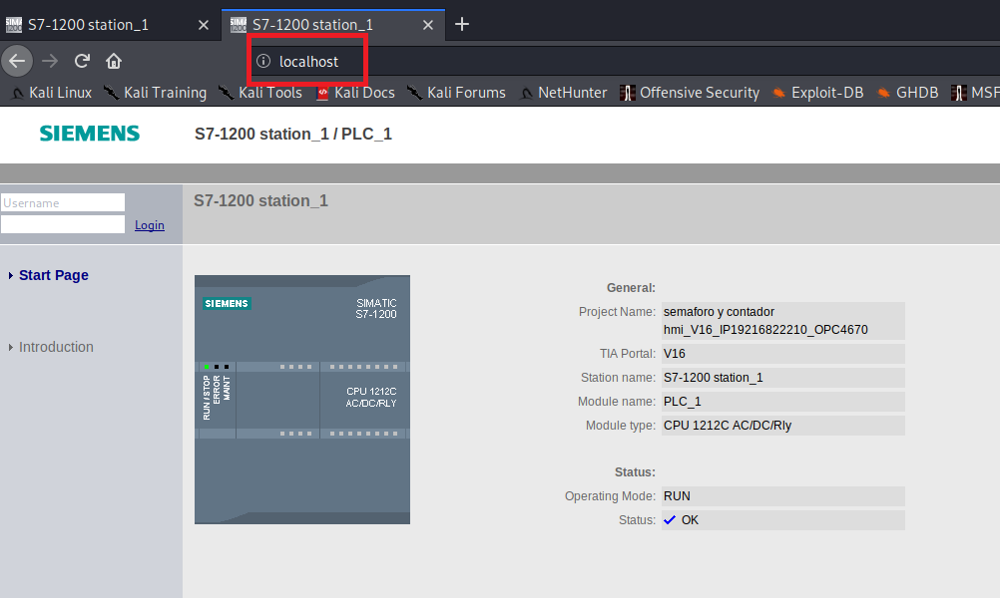 S7-1200 station_1
S7-1200 station_1
localhost
Kali Linux Kali Training Kali Tools Kali Docs Kali Forums NetHunter Offensive Security Exploit-DB GHDB MSF
SIEMENS S7-1200 station_1 / PLC_1
Username
Login
S7-1200 station_1
Start Page
Introduction
SIEMENS
SIMATIC
S7-1200
RUN / STOP
ERROR
MAINT
CPU 1212C
AC/DC/RLY
General:
Project Name: semaforo y contador
hmi_V16_IP19216822210_OPC4670
TIA Portal: V16
Station name: S7-1200 station_1
Module name: PLC_1
Module type: CPU 1212C AC/DC/Rly
Status:
Operating Mode: RUN
Status: OK